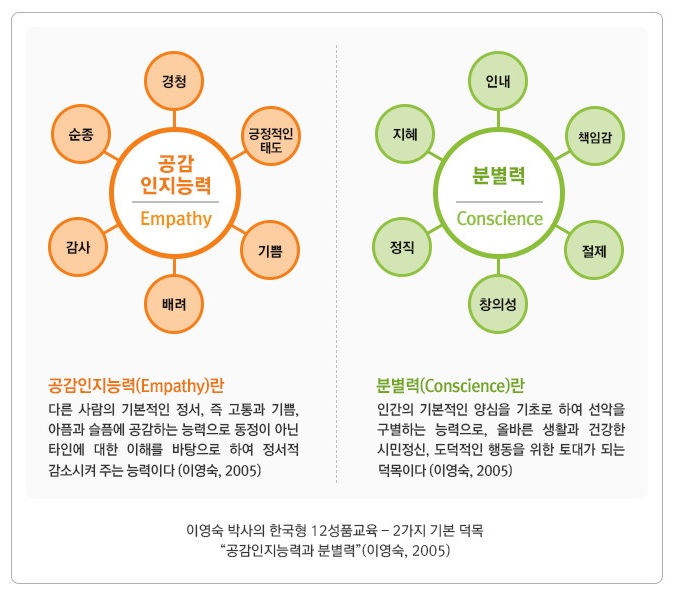 경청
순종
긍정적인
태도
공감
인지능력
Empathy
감사
기쁨
배려
인내
지혜
책임감
분별력
Conscience
정직
절제
창의성
공감인지능력(Empathy)란
다른 사람의 기본적인 정서, 즉 고통과 기쁨,
아픔과 슬픔에 공감하는 능력으로 동정이 아닌
타인에 대한 이해를 바탕으로 하여 정서적
감소시켜 주는 능력이다 (이영숙, 2005)
분별력(Conscience)란
인간의 기본적인 양심을 기초로 하여 선악을
구별하는 능력으로, 올바른 생활과 건강한
시민정신, 도덕적인 행동을 위한 토대가 되는
덕목이다 (이영숙, 2005)
이영숙 박사의 한국형 12성품교육 – 2가지 기본 덕목
“공감인지능력과 분별력”(이영숙, 2005)